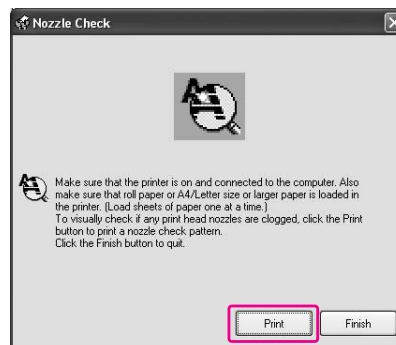 Nozzle Check
Make sure that the printer is on and connected to the computer. Also
make sure that roll paper or A4/Letter size or larger paper is loaded in
the printer. (Load sheets of paper one at a time.)
To visually check if any print head nozzles are clogged, click the Print
button to print a nozzle check pattern.
Click the Finish button to quit.
Print
Finish